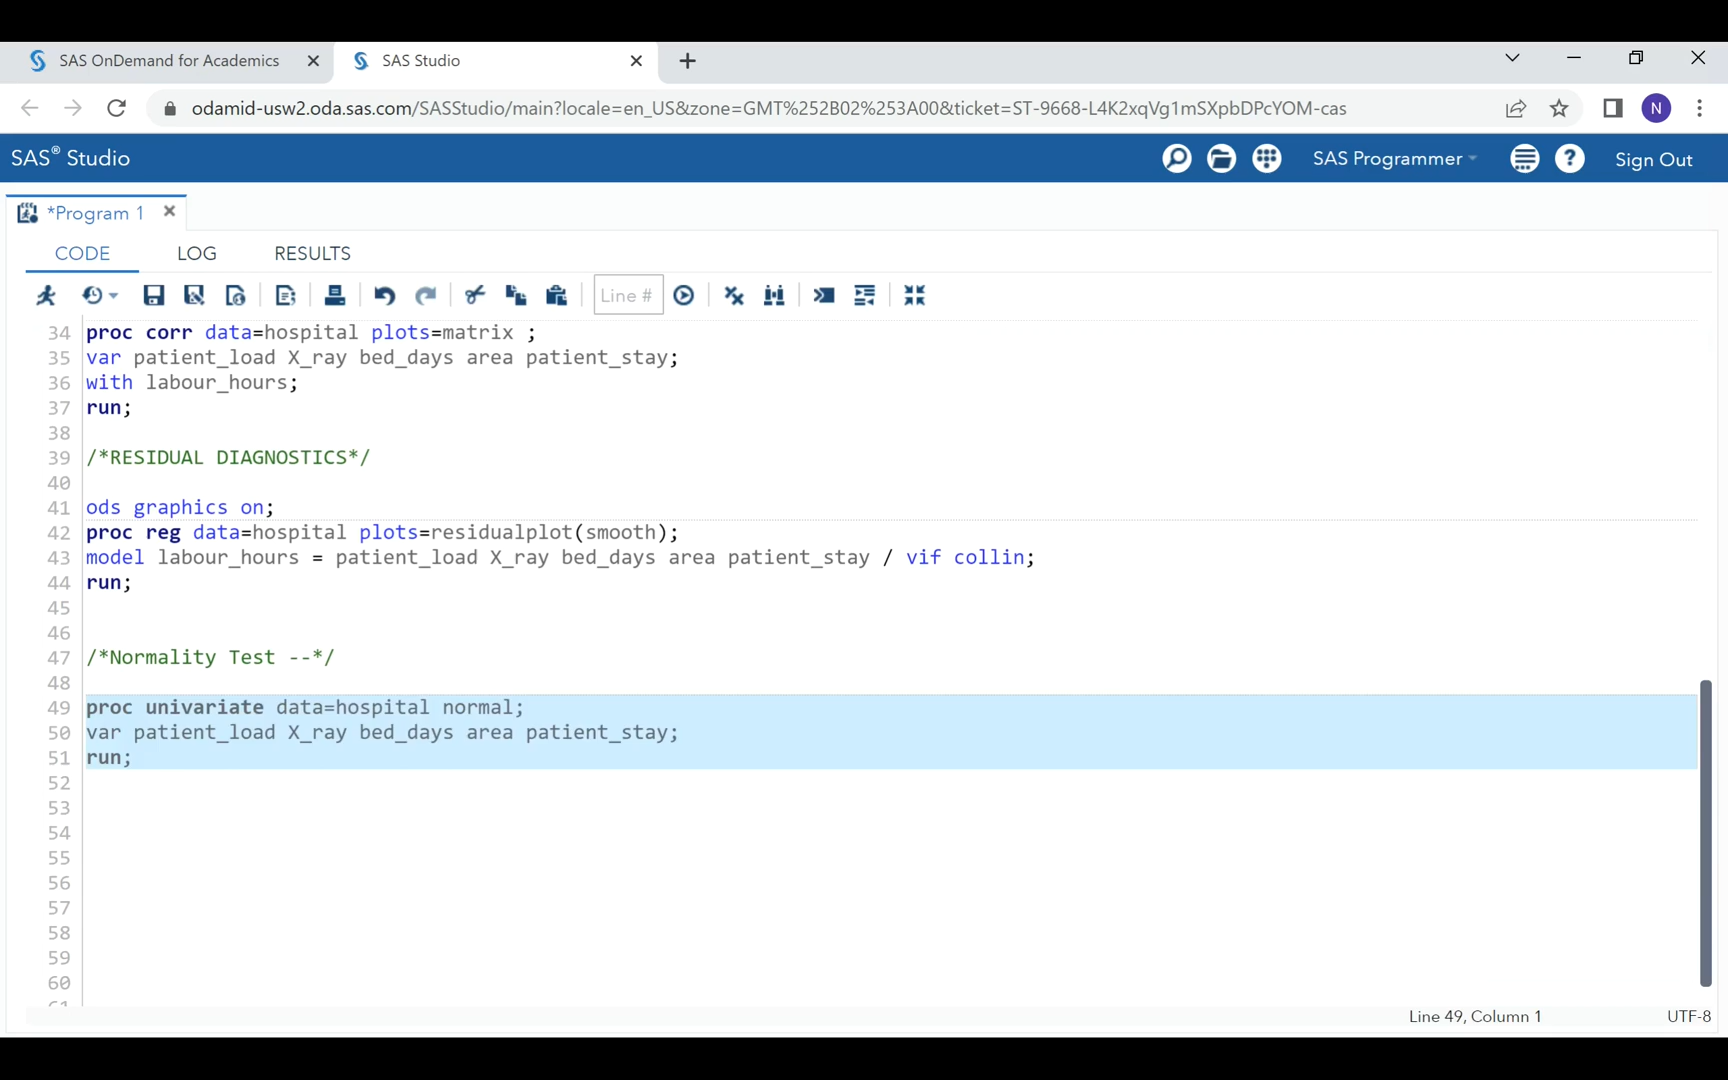 SAS OnDemand for Academics
SAS Studio
odamid-usw2.oda.sas.com/SASStudio/main?locale=en_US&zone=GMT%252B02%253A00&ticket=ST-9668-L4K2xqVg1mSXpbDPcYOM-cas
N
SAS® Studio
SAS Programmer
?
Sign Out
*Program 1
CODE
LOG
RESULTS
Line #
34 proc corr data=hospital plots=matrix ;
35 var patient_load X_ray bed_days area patient_stay;
36 with labour_hours;
37 run;
38
39 /*RESIDUAL DIAGNOSTICS*/
40
41 ods graphics on;
42 proc reg data=hospital plots=residualplot(smooth);
43 model labour_hours = patient_load X_ray bed_days area patient_stay / vif collin;
44 run;
45
46
47 /*Normality Test --*/
48
49 proc univariate data=hospital normal;
50 var patient_load X_ray bed_days area patient_stay;
51 run;
52
53
54
55
56
57
58
59
60
61
Line 49, Column 1
UTF-8